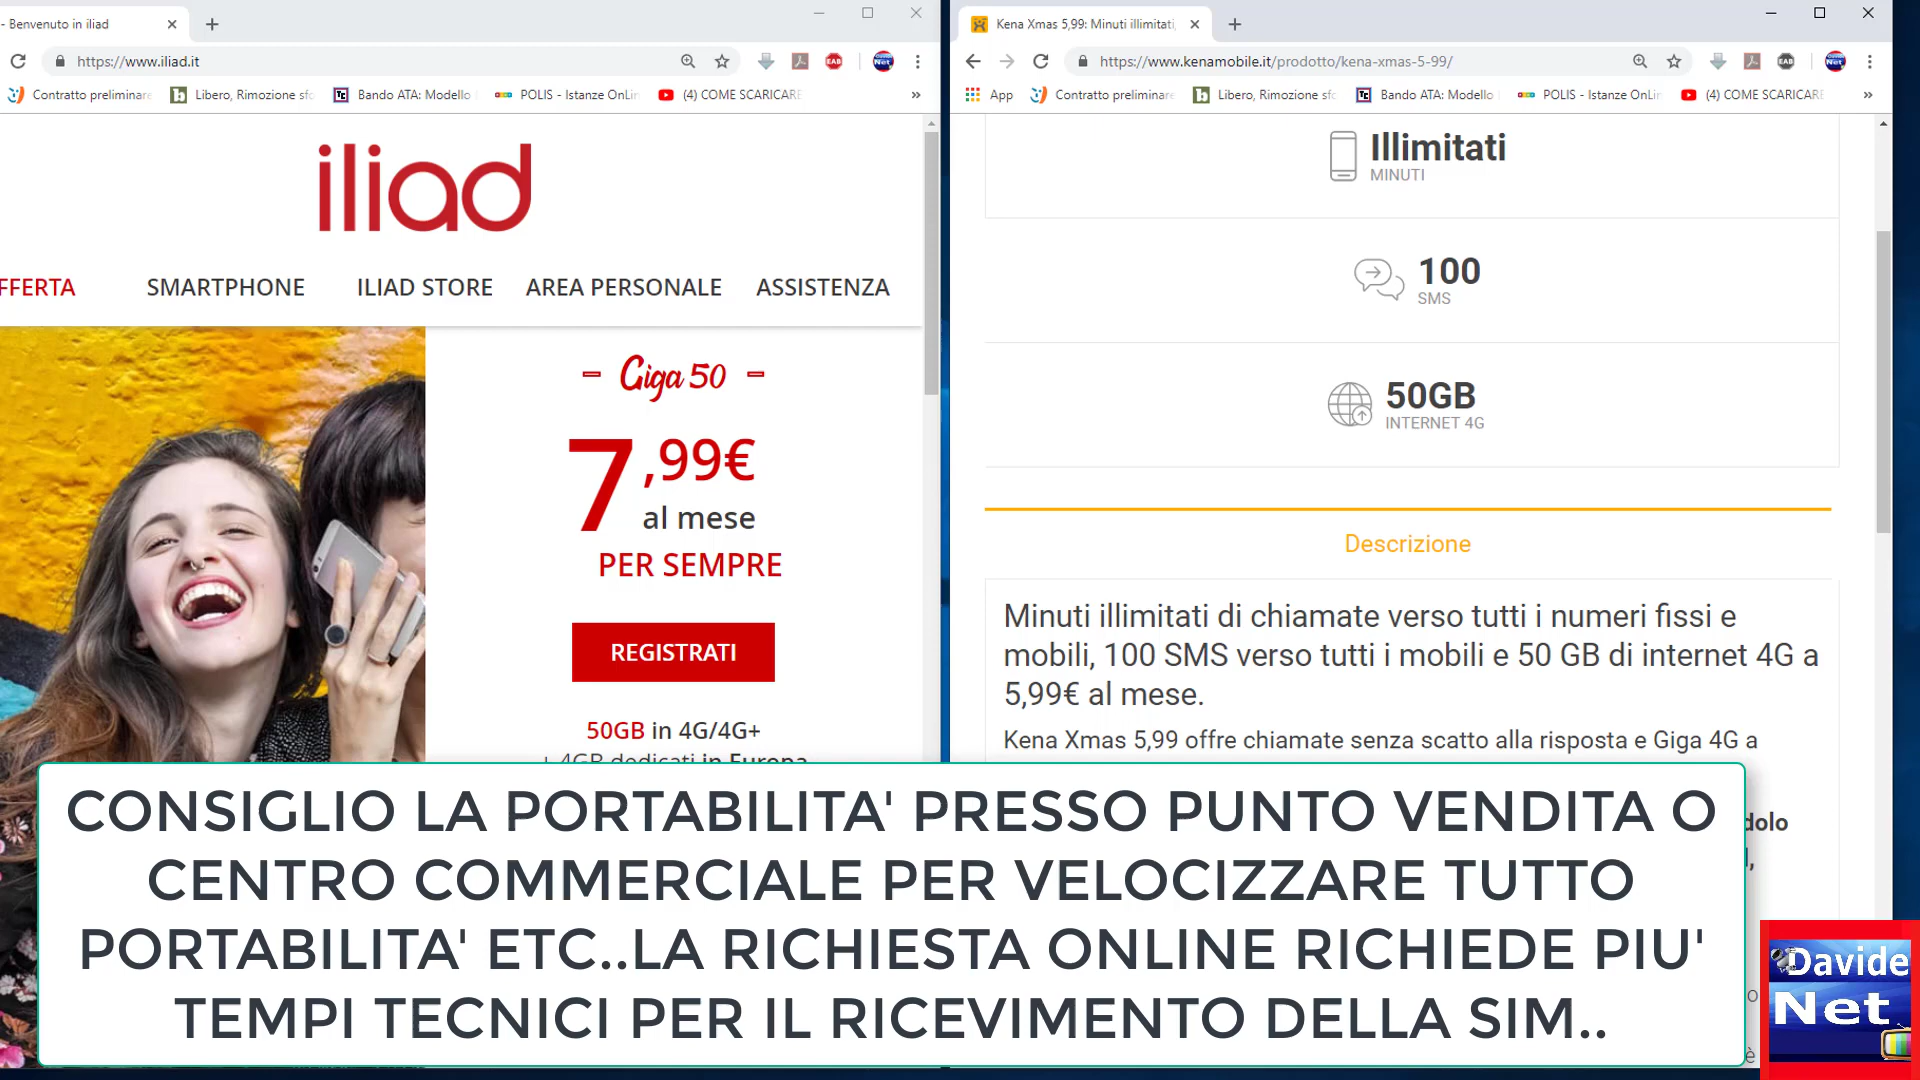 - Benvenuto in iliad
https://www.iliad.it
Contratto preliminare
Libero, Rimozione sfo
Bando ATA: Modello
POLIS - Istanze OnLin
(4) COME SCARICARE
iliad
FFERTA
SMARTPHONE
ILIAD STORE
AREA PERSONALE
ASSISTENZA
Giga 50
7,99€
al mese
PER SEMPRE
REGISTRATI
50GB in 4G/4G+
+ 4GB dedicati in Europa
Kena Xmas 5,99: Minuti illimitati,
https://www.kenamobile.it/prodotto/kena-xmas-5-99/
App
Contratto preliminare
Libero, Rimozione sfo
Bando ATA: Modello
POLIS - Istanze OnLin
(4) COME SCARICARE
Illimitati
MINUTI
100
SMS
50GB
INTERNET 4G
Descrizione
Minuti illimitati di chiamate verso tutti i numeri fissi e
mobili, 100 SMS verso tutti i mobili e 50 GB di internet 4G a
5,99€ al mese.
Kena Xmas 5,99 offre chiamate senza scatto alla risposta e Giga 4G a
dolo
CONSIGLIO LA PORTABILITA' PRESSO PUNTO VENDITA O
CENTRO COMMERCIALE PER VELOCIZZARE TUTTO
PORTABILITA' ETC..LA RICHIESTA ONLINE RICHIEDE PIU'
TEMPI TECNICI PER IL RICEVIMENTO DELLA SIM..
Davide
Net